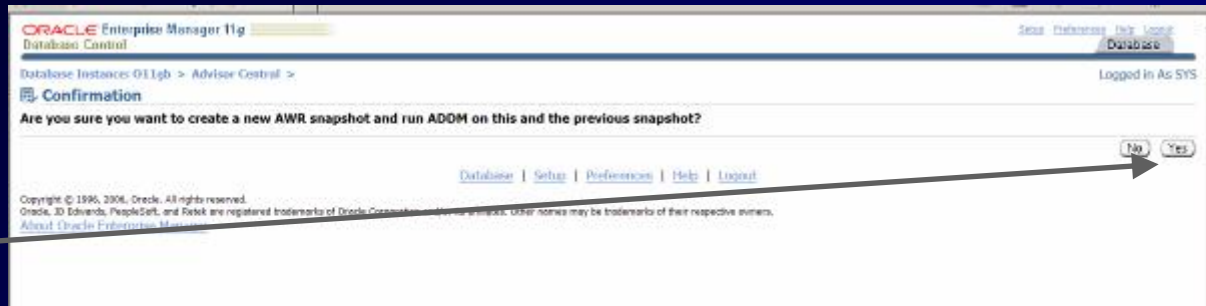 ORACLE Enterprise Manager 11g
Database Control
Setup Preferences Help Logout
Database
Database Instance: O11gb > Advisor Central >
Logged in As SYS
Confirmation
Are you sure you want to create a new AWR snapshot and run ADDM on this and the previous snapshot?
No Yes
Database | Setup | Preferences | Help | Logout
Copyright © 1996, 2006, Oracle. All rights reserved.
Oracle, JD Edwards, PeopleSoft, and Retek are registered trademarks of Oracle Corporation and/or its affiliates. Other names may be trademarks of their respective owners.
About Oracle Enterprise Manager